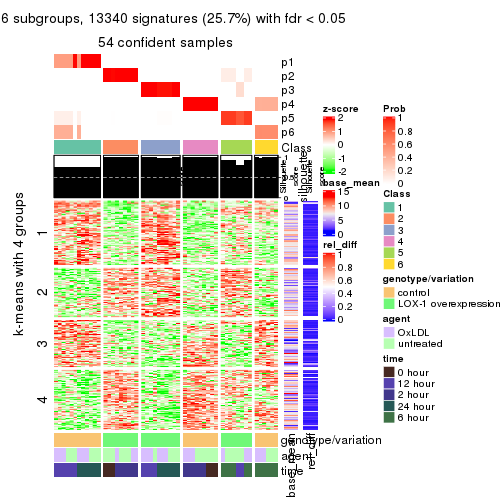 6 subgroups, 13340 signatures (25.7%) with fdr < 0.05
54 confident samples
p1
p2
p3
p4
p5
p6
Class
1
0.5
0
Silhouette score
silhouette
k-means with 4 groups
1
2
3
4
genotype/variation
agent
time
base_mean
rel_diff
z-score
2
1
0
-1
-2
base_mean
15
10
5
0
rel_diff
1
0.8
0.6
0.4
0.2
0
Prob
1
0.8
0.6
0.4
0.2
0
Class
1
2
3
4
5
6
genotype/variation
control
LOX-1 overexpression
agent
OxLDL
untreated
time
0 hour
12 hour
2 hour
24 hour
6 hour